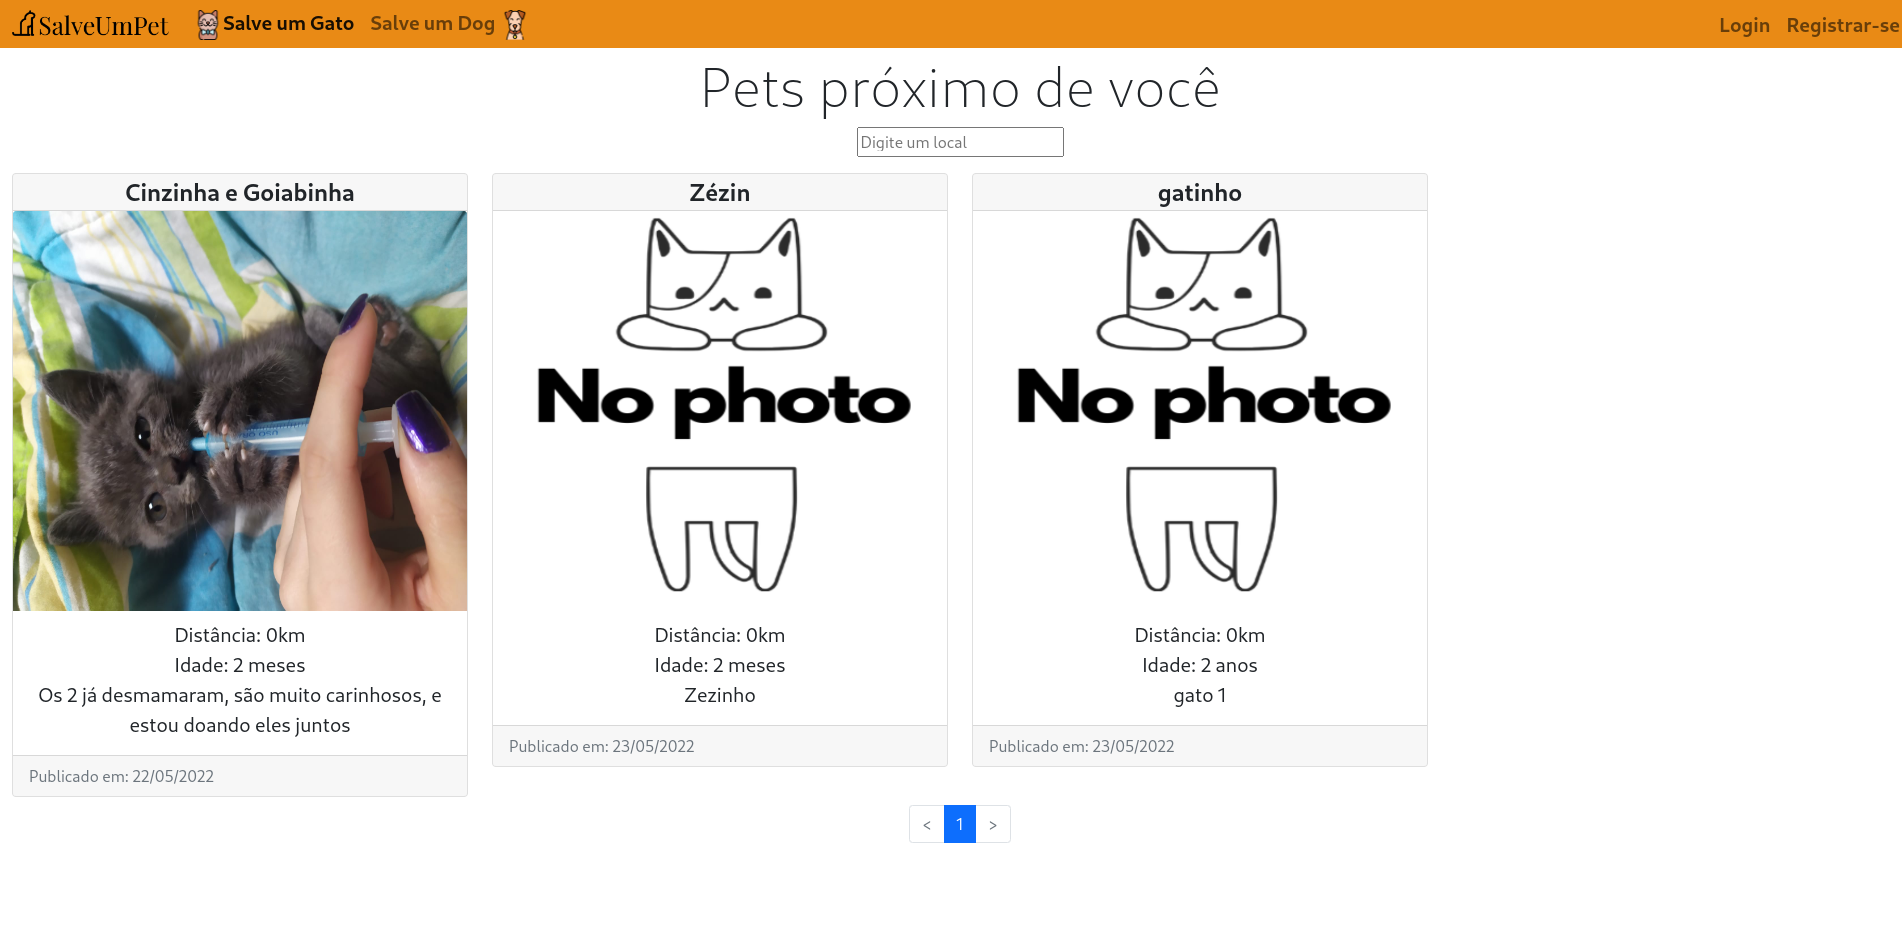 SalveUmPet
Salve um Gato
Salve um Dog
Login
Registrar-se
Pets próximo de você
Digite um local
Cinzinha e Goiabinha
Distância: 0km
Idade: 2 meses
Os 2 já desmamaram, são muito carinhosos, e
estou doando eles juntos
Publicado em: 22/05/2022
Zézin
No photo
Distância: 0km
Idade: 2 meses
Zezinho
Publicado em: 23/05/2022
gatinho
No photo
Distância: 0km
Idade: 2 anos
gato 1
Publicado em: 23/05/2022
< 1 >